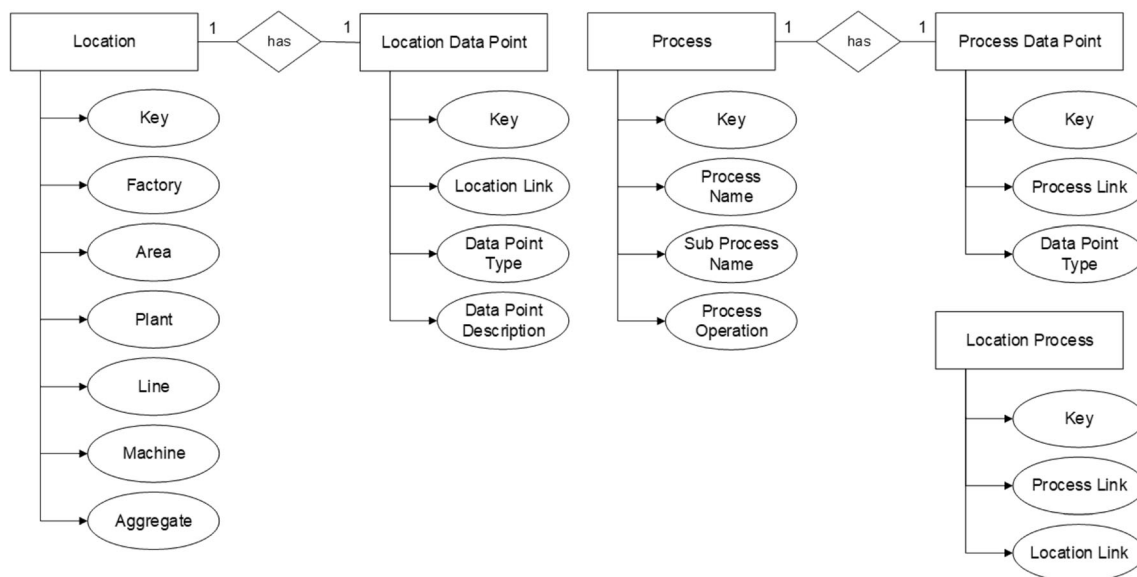 Location
1
has
1
Location Data Point
Process
1
has
1
Process Data Point
Key
Factory
Area
Plant
Line
Machine
Aggregate
Key
Location Link
Data Point
Type
Data Point
Description
Key
Process
Name
Sub Process
Name
Process
Operation
Key
Process Link
Data Point
Type
Location Process
Key
Process Link
Location Link